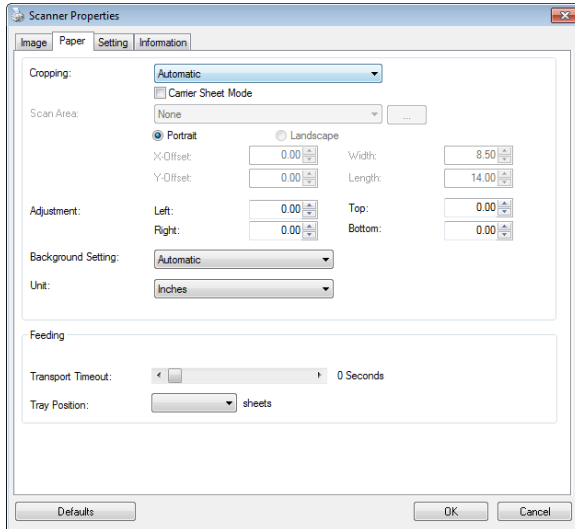 Scanner Properties
Image Paper Setting Information
Cropping: Automatic
Carrier Sheet Mode
Scan Area: None ...
Portrait Landscape
X-Offset: 0.00 Width: 8.50
Y-Offset: 0.00 Length: 14.00
Adjustment: Left: 0.00 Top: 0.00
Right: 0.00 Bottom: 0.00
Background Setting: Automatic
Unit: Inches
Feeding
Transport Timeout: 0 Seconds
Tray Position: sheets
Defaults OK Cancel